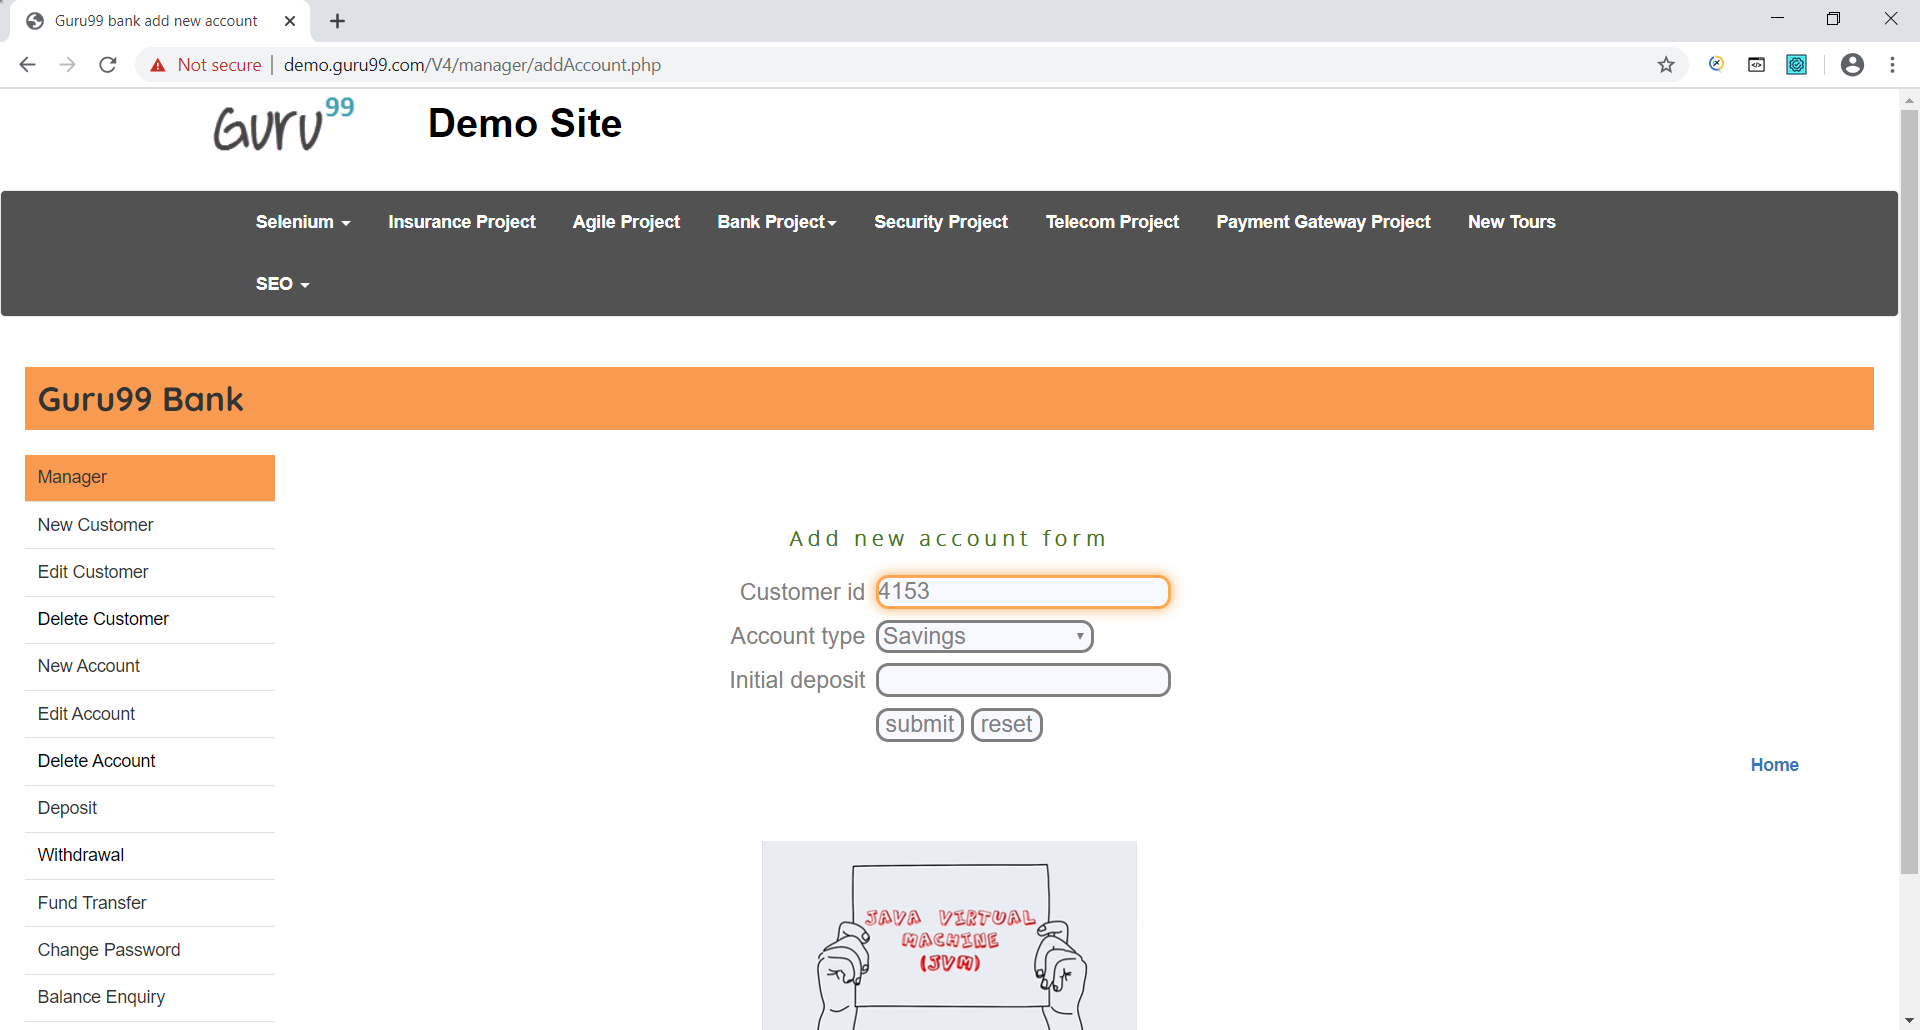 Guru99 bank add new account
Not secure | demo.guru99.com/V4/manager/addAccount.php
Guru99 Demo Site
Selenium Insurance Project Agile Project Bank Project Security Project Telecom Project Payment Gateway Project New Tours
SEO
Guru99 Bank
Manager
New Customer
Edit Customer
Delete Customer
New Account
Edit Account
Delete Account
Deposit
Withdrawal
Fund Transfer
Change Password
Balance Enquiry
Add new account form
Customer id 4153
Account type Savings
Initial deposit
submit reset
Home
JAVA VIRTUAL
MACHINE
(JVM)